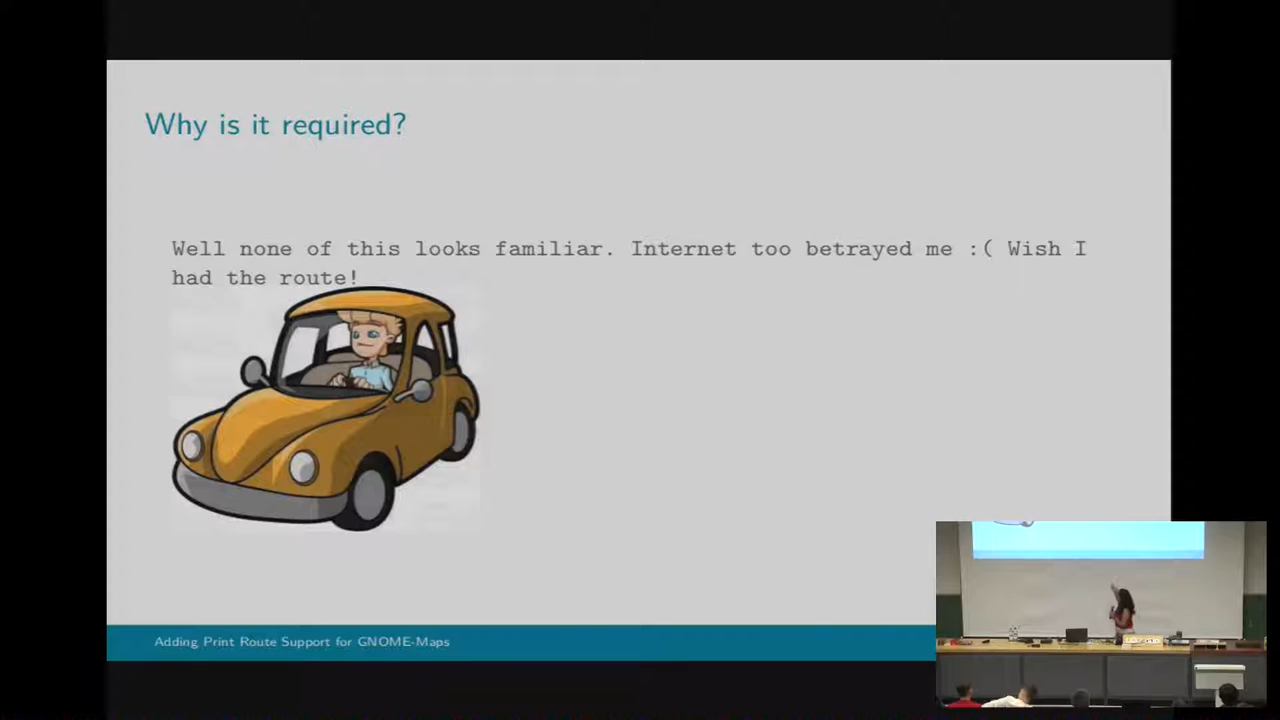 Why is it required?
Well none of this looks familiar. Internet too betrayed me :( Wish I
had the route!
Adding Print Route Support for GNOME-Maps